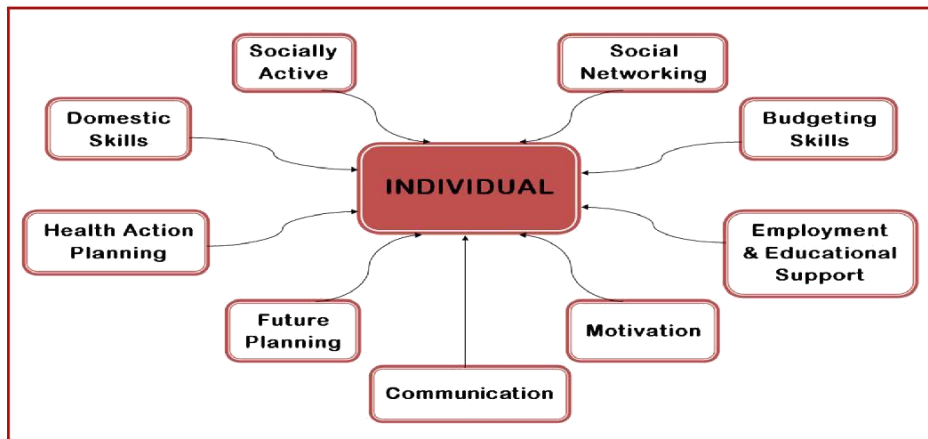 Socially
Active
Social
Networking
Domestic
Skills
Budgeting
Skills
INDIVIDUAL
Health Action
Planning
Employment
& Educational
Support
Future
Planning
Motivation
Communication